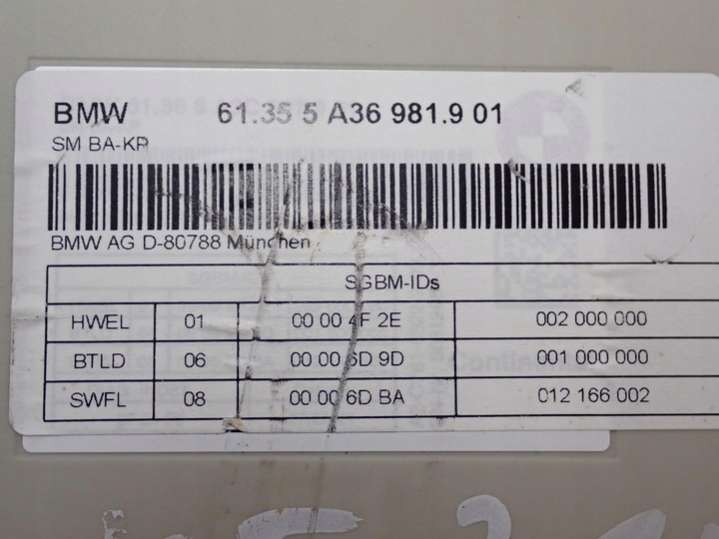 BMW 61.35 5 A36 981.9 01
SM BA-KP
BMW AG D-80788 München
SGBM-IDs
HWEL 01 00 00 4F 2E 002 000 000
BTLD 06 00 00 6D 9D 001 000 000
SWFL 08 00 00 6D BA 012 166 002